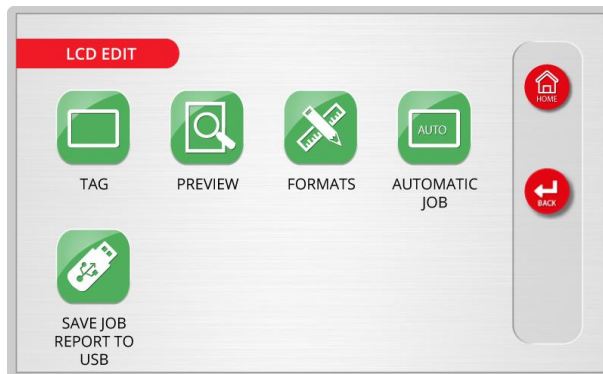 LCD EDIT
HOME
AUTO
TAG
PREVIEW
FORMATS
AUTOMATIC
JOB
BACK
SAVE JOB
REPORT TO
USB